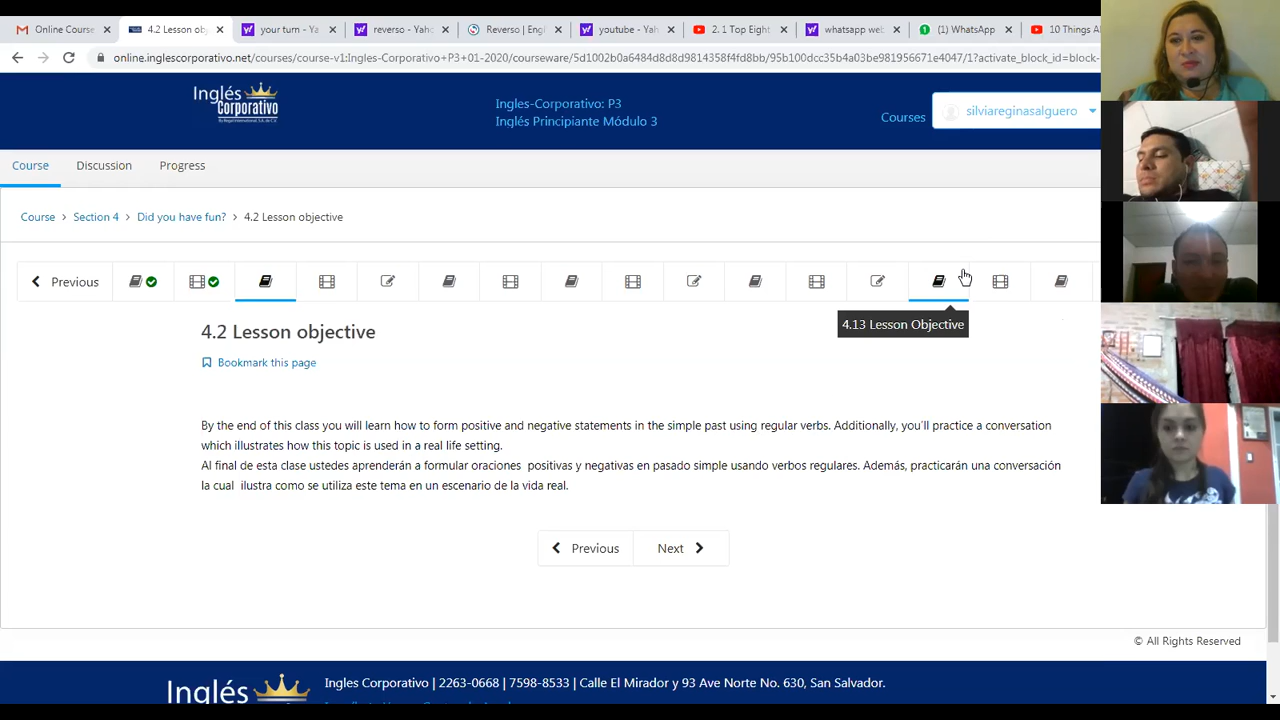 Online Course
4.2 Lesson ob
your turn - Ya
reverso - Yaho
Reverso | Engl
youtube - Yah
2. 1 Top Eight
whatsapp web
(1) WhatsApp
10 Things A
online.inglescorporativo.net/courses/course-v1:Ingles-Corporativo+P3+01-2020/courseware/5d1002b0a6484d8d8d9814358f4fd8bb/95b100dcc35b4a03be981956671e4047/1?activate_block_id=block-
Inglés
Corporativo
Ingles-Corporativo: P3
Inglés Principiante Módulo 3
Courses
silviareginasalguero
Course
Discussion
Progress
Course > Section 4 > Did you have fun? > 4.2 Lesson objective
Previous
4.13 Lesson Objective
4.2 Lesson objective
Bookmark this page
By the end of this class you will learn how to form positive and negative statements in the simple past using regular verbs. Additionally, you'll practice a conversation
which illustrates how this topic is used in a real life setting.
Al final de esta clase ustedes aprenderán a formular oraciones positivas y negativas en pasado simple usando verbos regulares. Además, practicarán una conversación
la cual ilustra como se utiliza este tema en un escenario de la vida real.
Previous
Next
© All Rights Reserved
Inglés
Ingles Corporativo | 2263-0668 | 7598-8533 | Calle El Mirador y 93 Ave Norte No. 630, San Salvador.